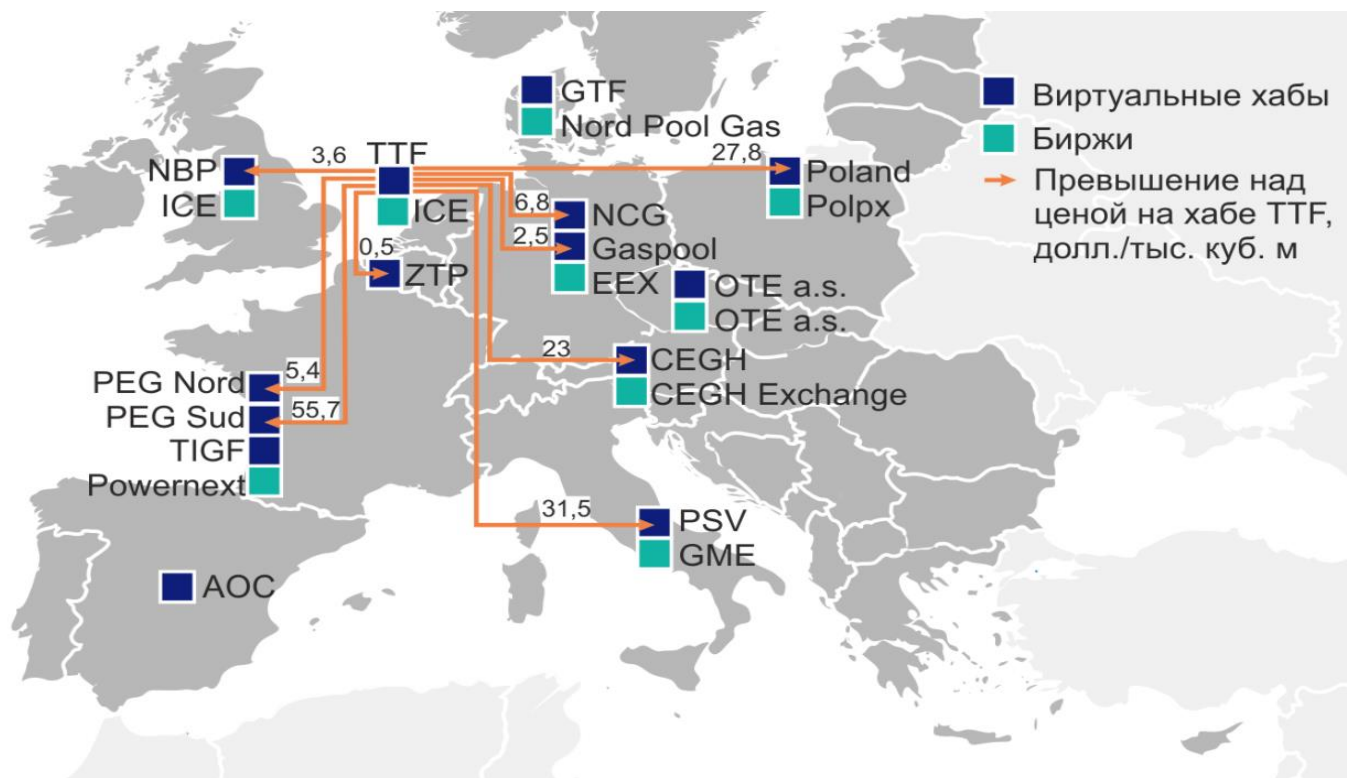 GTF
Nord Pool Gas
Виртуальные хабы
Биржи
Превышение над
ценой на хабе TTF,
долл./тыс. куб. м
NBP
ICE
3,6
TTF
ICE
27,8
Poland
Polpx
6,8
NCG
2,5
Gaspool
EEX
0,5
ZTP
OTE a.s.
OTE a.s.
23
CEGH
CEGH Exchange
PEG Nord
5,4
PEG Sud
55,7
TIGF
Powernext
31,5
PSV
GME
AOC